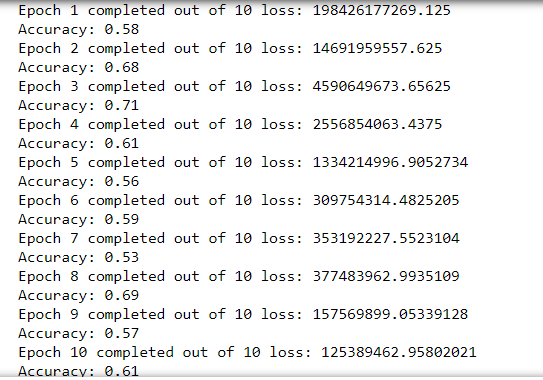 Epoch 1 completed out of 10 loss: 198426177269.125
Accuracy: 0.58
Epoch 2 completed out of 10 loss: 14691959557.625
Accuracy: 0.68
Epoch 3 completed out of 10 loss: 4590649673.65625
Accuracy: 0.71
Epoch 4 completed out of 10 loss: 2556854063.4375
Accuracy: 0.61
Epoch 5 completed out of 10 loss: 1334214996.9052734
Accuracy: 0.56
Epoch 6 completed out of 10 loss: 309754314.4825205
Accuracy: 0.59
Epoch 7 completed out of 10 loss: 353192227.5523104
Accuracy: 0.53
Epoch 8 completed out of 10 loss: 377483962.9935109
Accuracy: 0.69
Epoch 9 completed out of 10 loss: 157569899.05339128
Accuracy: 0.57
Epoch 10 completed out of 10 loss: 125389462.95802021
Accuracy: 0.61